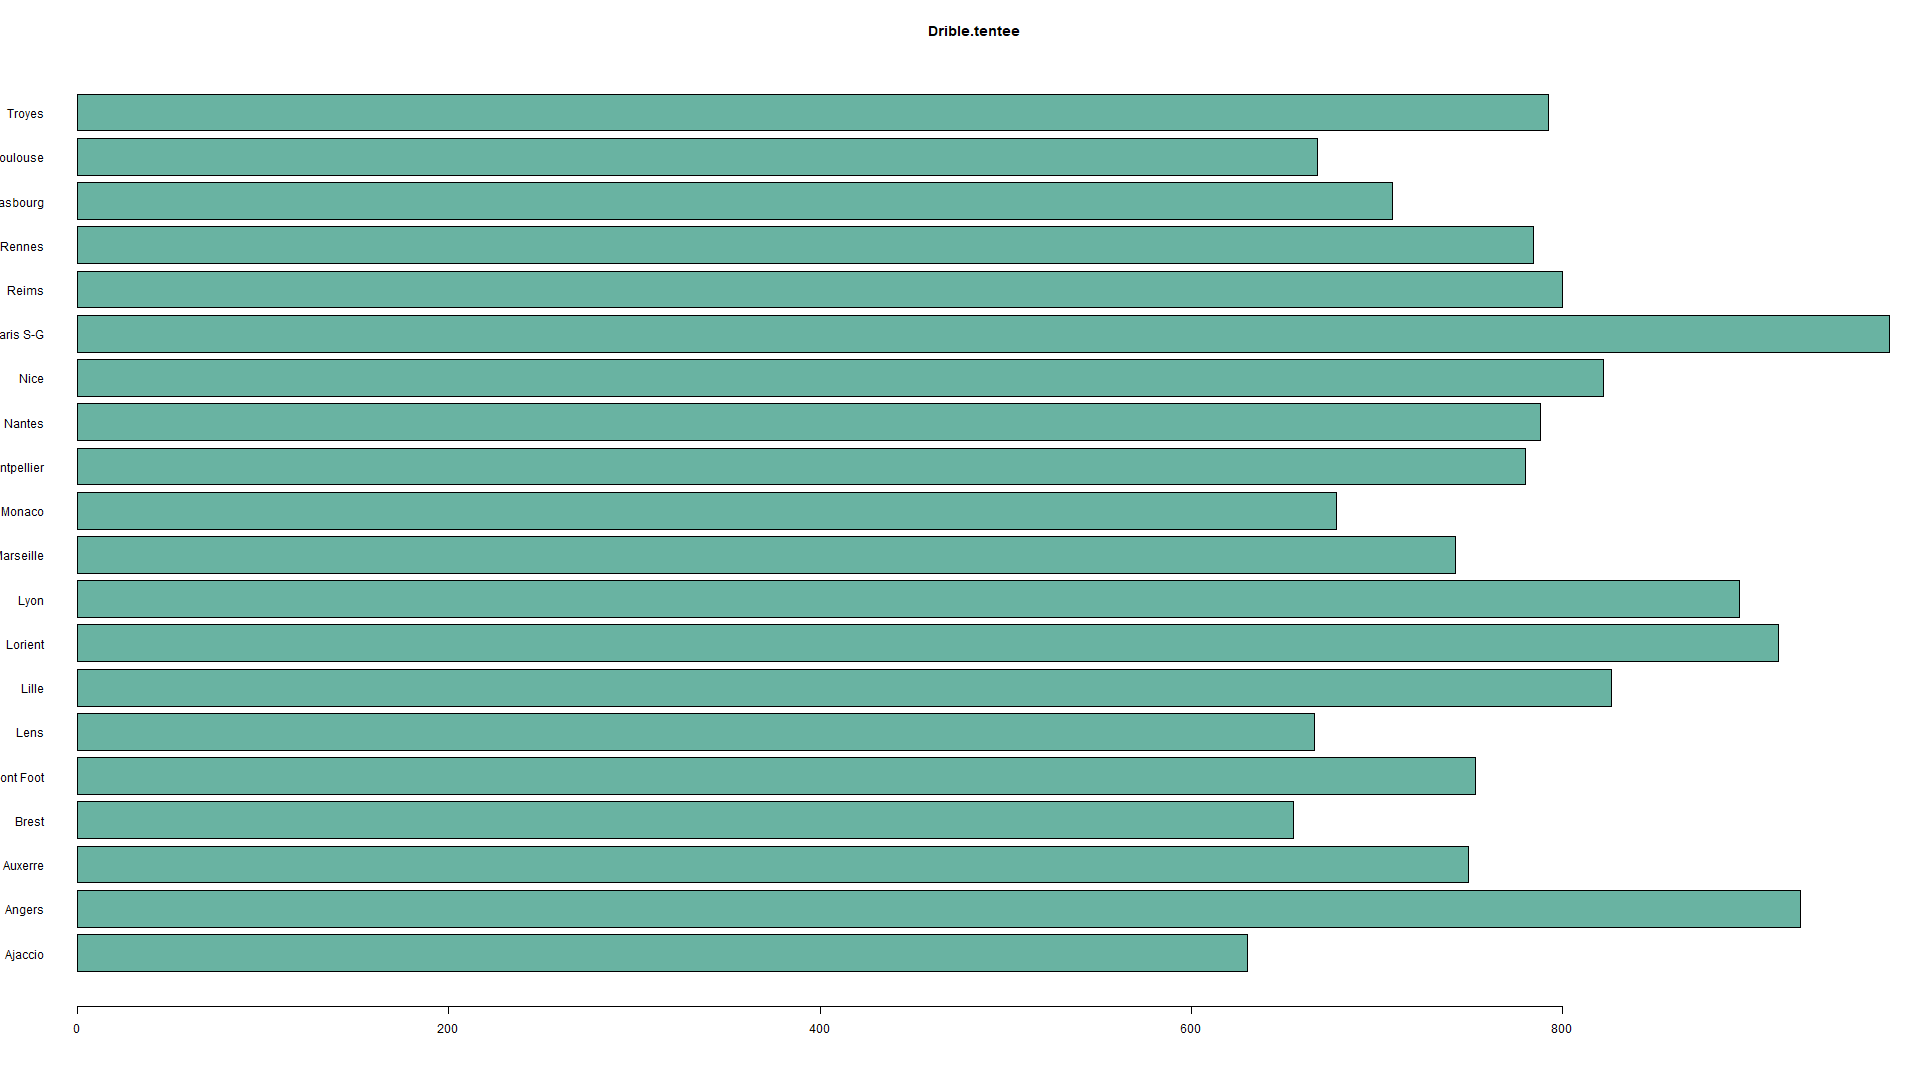 Drible.tentee
Troyes
oulouse
asbourg
Rennes
Reims
aris S-G
Nice
Nantes
ntpellier
Monaco
Marseille
Lyon
Lorient
Lille
Lens
ont Foot
Brest
Auxerre
Angers
Ajaccio
0 200 400 600 800